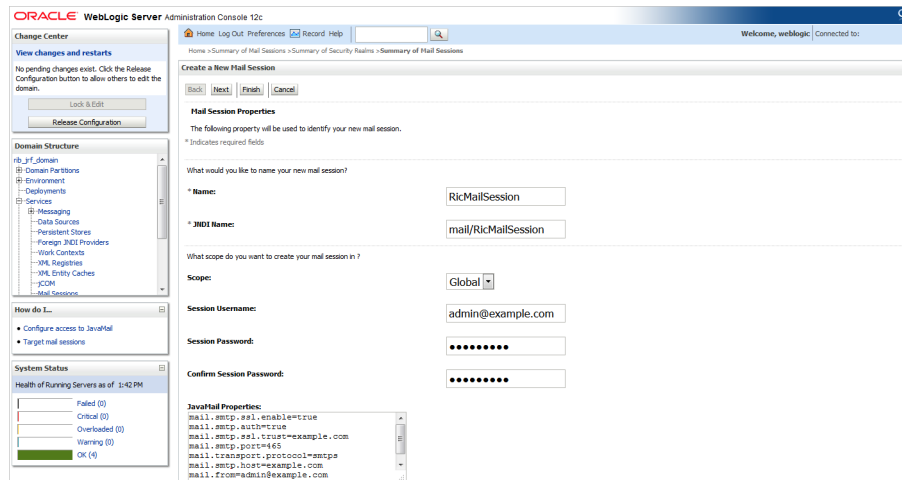 ORACLE WebLogic Server Administration Console 12c
Change Center
View changes and restarts
No pending changes exist. Click the Release
Configuration button to allow others to edit the
domain.
Lock & Edit
Release Configuration
Domain Structure
rib_jrf_domain
Domain Partitions
Environment
Deployments
Services
Messaging
Data Sources
Persistent Stores
Foreign JNDI Providers
Work Contexts
XML Registries
XML Entity Caches
jCOM
Mail Sessions
How do I...
Configure access to JavaMail
Target mail sessions
System Status
Health of Running Servers as of 1:42 PM
Failed (0)
Critical (0)
Overloaded (0)
Warning (0)
OK (4)
Home Log Out Preferences Record Help
Welcome, weblogic Connected to:
Home >Summary of Mail Sessions >Summary of Security Realms >Summary of Mail Sessions
Create a New Mail Session
Back Next Finish Cancel
Mail Session Properties
The following property will be used to identify your new mail session.
* Indicates required fields
What would you like to name your new mail session?
* Name: RicMailSession
* JNDI Name: mail/RicMailSession
What scope do you want to create your mail session in ?
Scope: Global
Session Username: admin@example.com
Session Password: ●●●●●●●●●
Confirm Session Password: ●●●●●●●●●
JavaMail Properties:
mail.smtp.ssl.enable=true
mail.smtp.auth=true
mail.smtp.ssl.trust=example.com
mail.smtp.port=465
mail.transport.protocol=smtps
mail.smtp.host=example.com
mail.from=admin@example.com